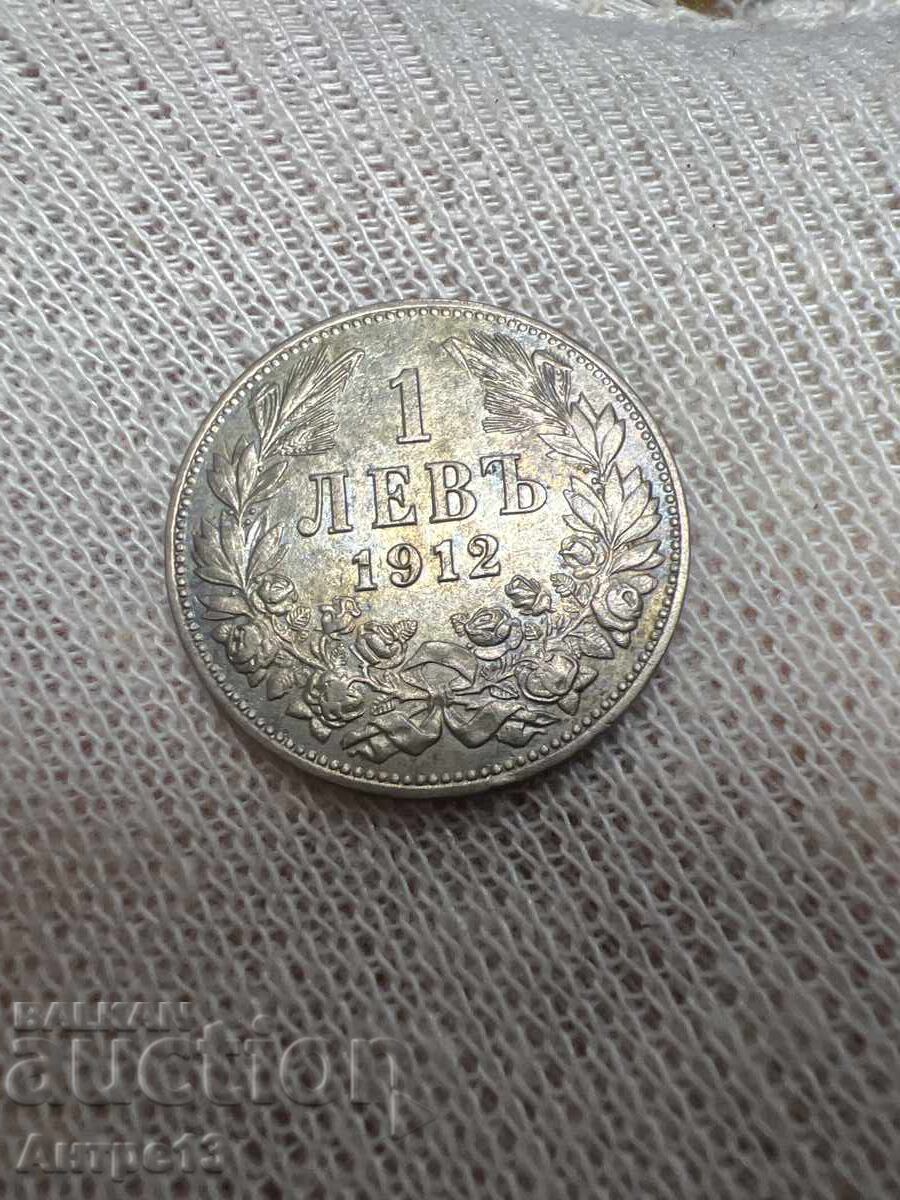 1
ЛЕВЪ
1912
BALKAN
auction
Антре13